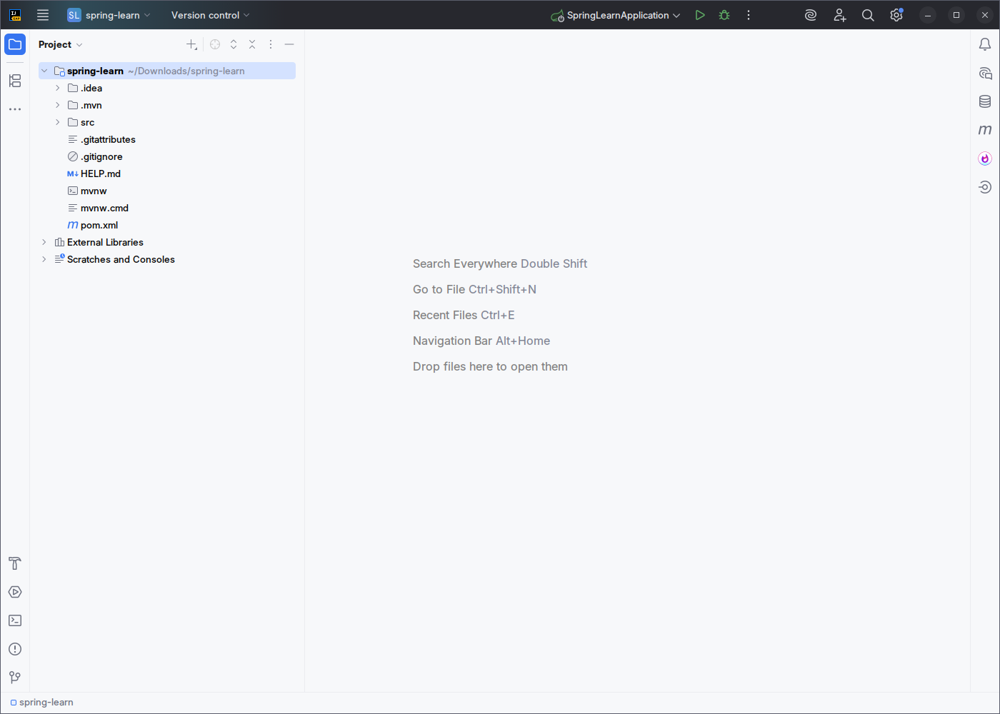 SL spring-learn Version control SpringLearnApplication
Project
spring-learn ~/Downloads/spring-learn
.idea
.mvn
src
.gitattributes
.gitignore
M↓ HELP.md
mvnw
mvnw.cmd
m pom.xml
External Libraries
Scratches and Consoles
Search Everywhere Double Shift
Go to File Ctrl+Shift+N
Recent Files Ctrl+E
Navigation Bar Alt+Home
Drop files here to open them
m
spring-learn